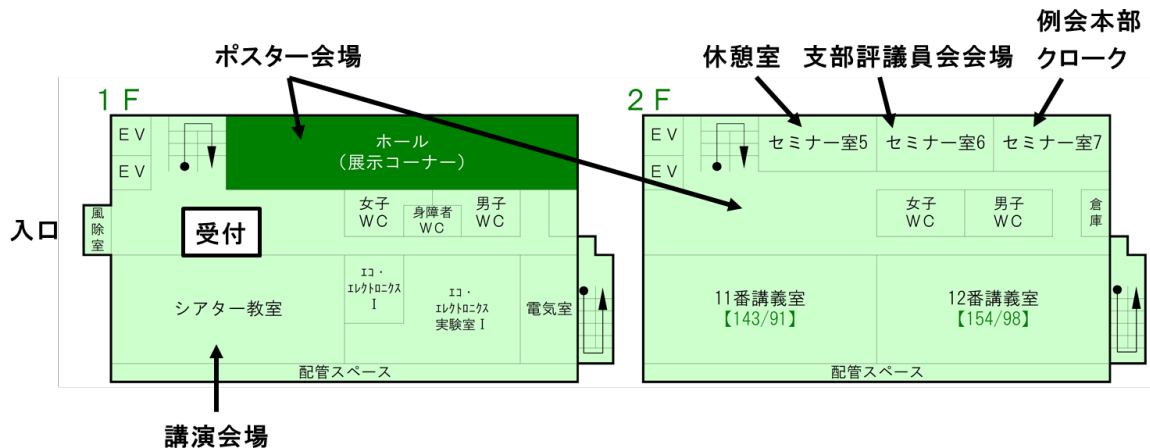 ポスター会場
休憩室
支部評議員会会場
例会本部
クローク
1F
EV
EV
ホール
(展示コーナー)
女子
WC
身障者
WC
男子
WC
風除室
入口
受付
シアター教室
エコ・
エレクトロニクス
I
エコ・
エレクトロニクス
実験室I
電気室
配管スペース
講演会場
2F
EV
EV
セミナー室5
セミナー室6
セミナー室7
女子
WC
男子
WC
倉庫
11番講義室
【143/91】
12番講義室
【154/98】
配管スペース